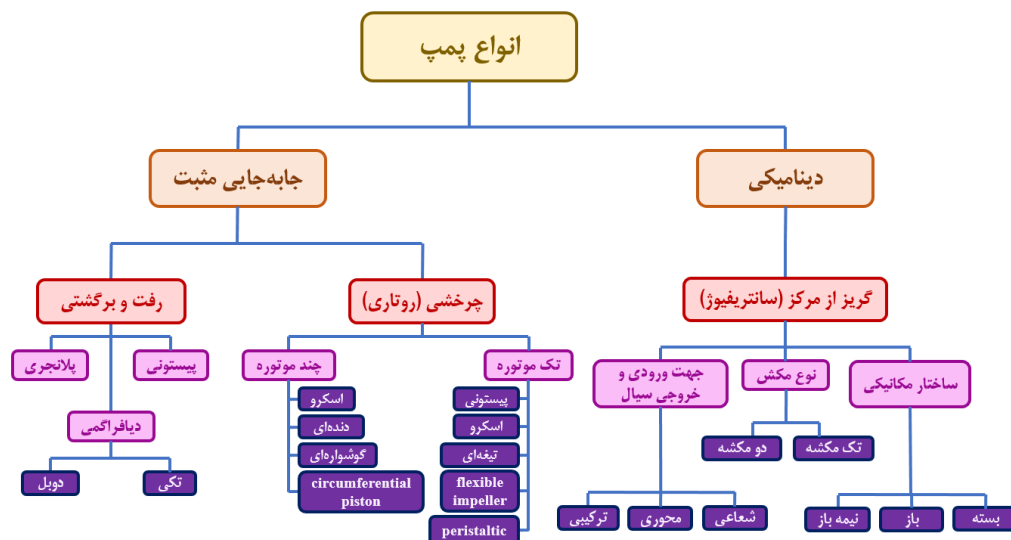 انواع پمپ
دینامیکی
جابه‌جایی مثبت
گریز از مرکز (سانتریفیوژ)
چرخشی (روتاری)
رفت و برگشتی
ساختار مکانیکی
نوع مکش
جهت ورودی و
خروجی سیال
تک موتوره
چند موتوره
پیستونی
پلانجری
دیافراگمی
بسته
باز
نیمه باز
تک مکشه
دو مکشه
شعاعی
محوری
ترکیبی
پیستونی
اسکرو
تیغه‌ای
flexible
impeller
peristaltic
اسکرو
دنده‌ای
گوشواره‌ای
circumferential
piston
تکی
دوبل